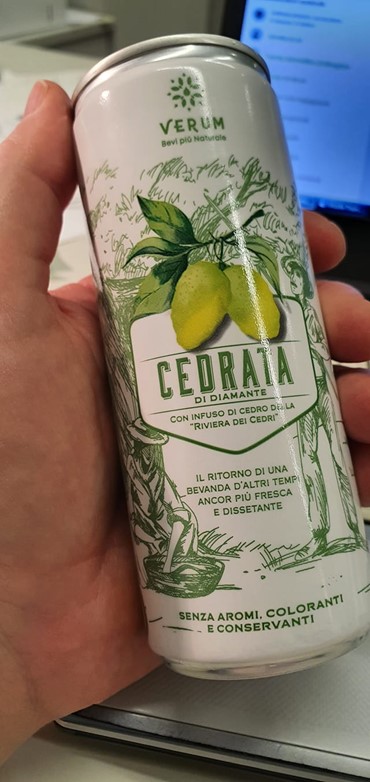 VERUM
Bevi più Naturale
CEDRATA
DI DIAMANTE
CON INFUSO DI CEDRO DELLA
"RIVIERA DEI CEDRI"
IL RITORNO DI UNA
BEVANDA D'ALTRI TEMPI
ANCOR PIÙ FRESCA
E DISSETANTE
SENZA AROMI, COLORANTI
E CONSERVANTI